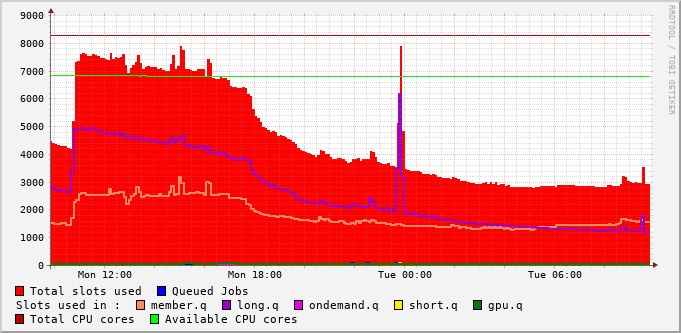 9000
8000
7000
6000
5000
4000
3000
2000
1000
0
Mon 12:00 Mon 18:00 Tue 00:00 Tue 06:00
RRDTOOL / TOBI OETIKER
Total slots used Queued Jobs
Slots used in : member.q long.q ondemand.q short.q gpu.q
Total CPU cores Available CPU cores